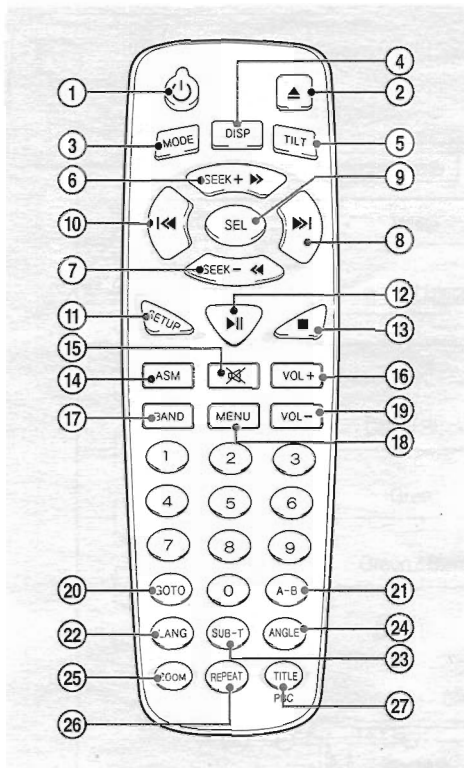 4
1 2
3 MODE DISP TILT 5
6 SEEK + 9
10 SEL 8
7 SEEK -
12
11 SETUP 13
15
14 ASM VOL + 16
17 BAND MENU VOL - 19
18
1 2 3
4 5 6
7 8 9
20 GOTO 0 A-B 21
22 LANG SUB-T ANGLE 24
23
25 ZOOM REPEAT TITLE
PBC
26 27